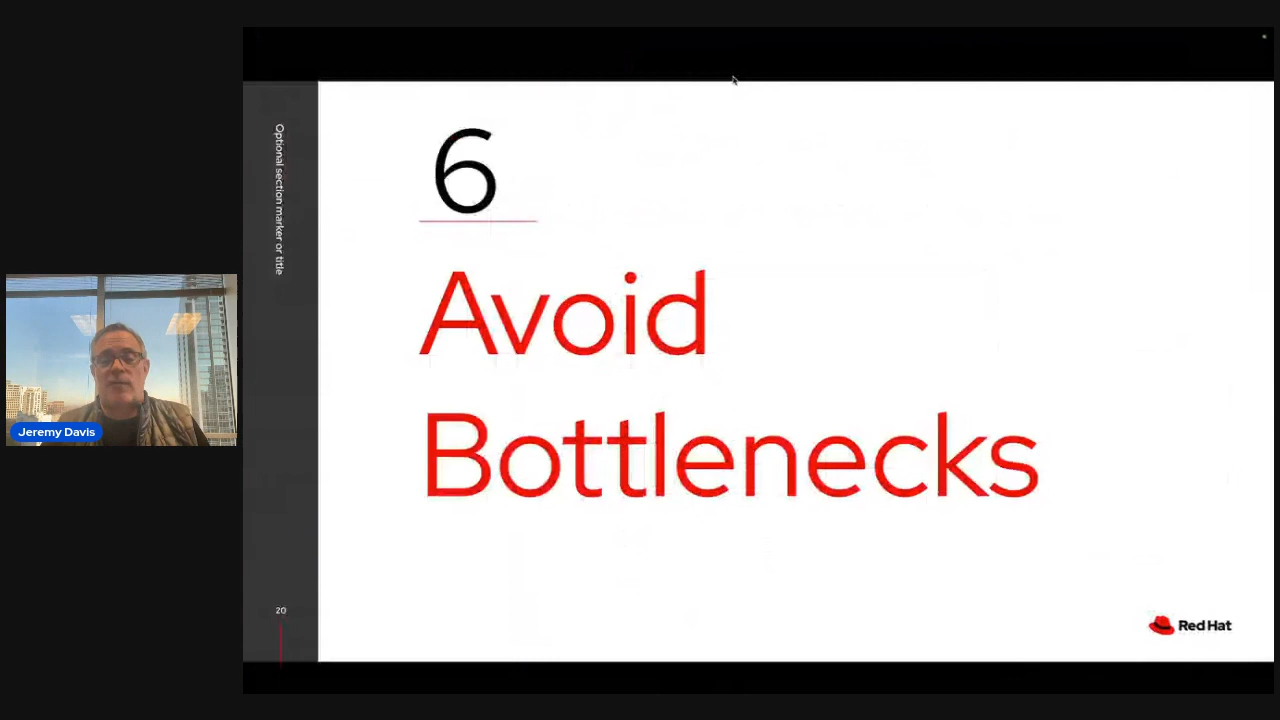 Optional section marker or title
6
Avoid
Bottlenecks
Jeremy Davis
20
Red Hat